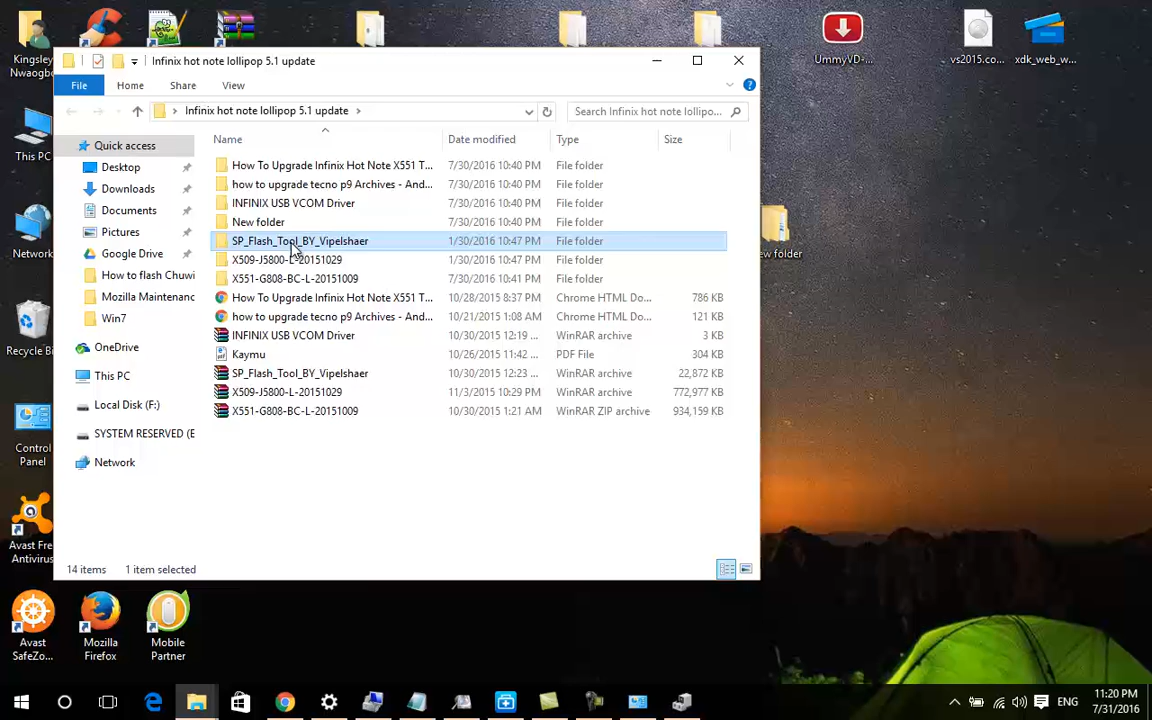 Kingsley
Nwaogbo...
UmmyVD-...
vs2015.co...
xdk_web_w...
Infinix hot note lollipop 5.1 update
File
Home
Share
View
Infinix hot note lollipop 5.1 update
Search Infinix hot note lollipo...
Name
Date modified
Type
Size
Quick access
Desktop
Downloads
Documents
Pictures
Google Drive
How to flash Chuwi
Mozilla Maintenanc
Win7
OneDrive
This PC
Local Disk (F:)
SYSTEM RESERVED (E
Network
How To Upgrade Infinix Hot Note X551 T... 7/30/2016 10:40 PM File folder
how to upgrade tecno p9 Archives - And... 7/30/2016 10:40 PM File folder
INFINIX USB VCOM Driver 7/30/2016 10:40 PM File folder
New folder 7/30/2016 10:40 PM File folder
SP_Flash_Tool_BY_Vipelshaer 1/30/2016 10:47 PM File folder
X509-J5800-L-20151029 1/30/2016 10:47 PM File folder
X551-G808-BC-L-20151009 7/30/2016 10:41 PM File folder
How To Upgrade Infinix Hot Note X551 T... 10/28/2015 8:37 PM Chrome HTML Do... 786 KB
how to upgrade tecno p9 Archives - And... 10/21/2015 1:08 AM Chrome HTML Do... 121 KB
INFINIX USB VCOM Driver 10/30/2015 12:19 ... WinRAR archive 3 KB
Kaymu 10/26/2015 11:42 ... PDF File 304 KB
SP_Flash_Tool_BY_Vipelshaer 10/30/2015 12:23 ... WinRAR archive 22,872 KB
X509-J5800-L-20151029 11/3/2015 10:29 PM WinRAR archive 772,977 KB
X551-G808-BC-L-20151009 10/30/2015 1:21 AM WinRAR ZIP archive 934,159 KB
14 items
1 item selected
This PC
Network
Recycle Bi
Control
Panel
Avast Fre
Antivirus
ew folder
Avast
SafeZo...
Mozilla
Firefox
Mobile
Partner
ENG
11:20 PM
7/31/2016